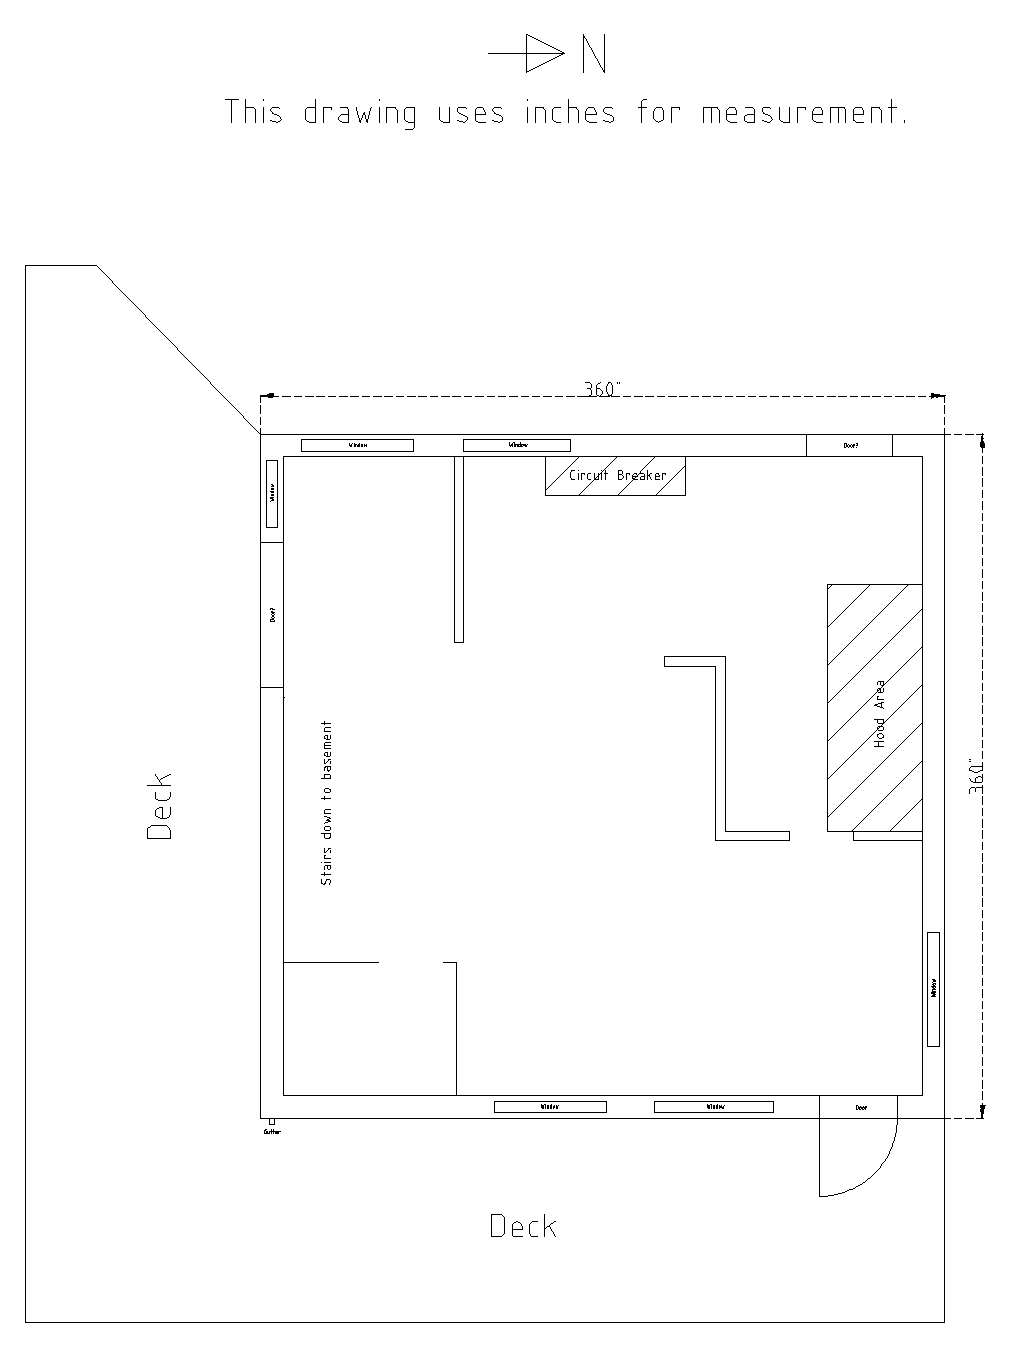 N
This drawing uses inches for measurement.
360"
Window
Window
Door?
Circuit Breaker
Window
Door?
Hood Area
Stairs down to basement
360"
Deck
Window
Window
Window
Door
Gutter
Deck